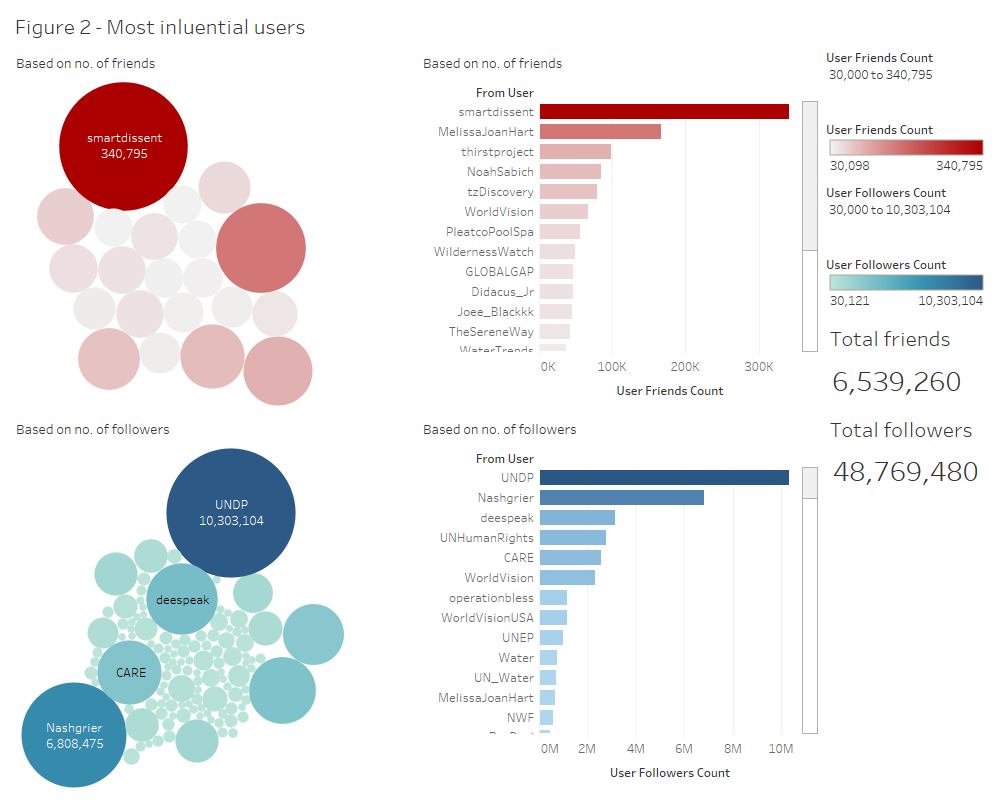 Figure 2 - Most inluential users
Based on no. of friends
smartdissent
340,795
Based on no. of friends
From User
smartdissent
MelissaJoanHart
thirstproject
NoahSabich
tzDiscovery
WorldVision
PleatcoPoolSpa
WildernessWatch
GLOBALGAP
Didacus_Jr
Joee_Blackkk
TheSereneWay
WaterTrends
0K 100K 200K 300K
User Friends Count
User Friends Count
30,000 to 340,795
User Friends Count
30,098 340,795
User Followers Count
30,000 to 10,303,104
User Followers Count
30,121 10,303,104
Total friends
6,539,260
Total followers
48,769,480
Based on no. of followers
UNDP
10,303,104
deespeak
CARE
Nashgrier
6,808,475
Based on no. of followers
From User
UNDP
Nashgrier
deespeak
UNHumanRights
CARE
WorldVision
operationbless
WorldVisionUSA
UNEP
Water
UN_Water
MelissaJoanHart
NWF
0M 2M 4M 6M 8M 10M
User Followers Count